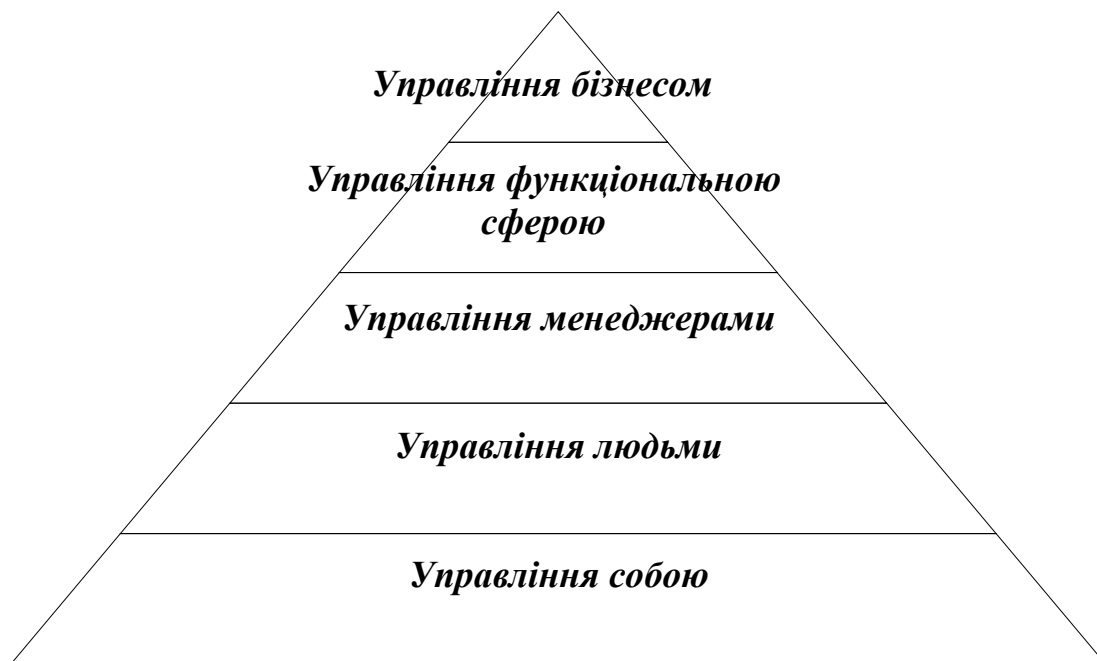 Управління бізнесом
Управління функціональною
сферою
Управління менеджерами
Управління людьми
Управління собою